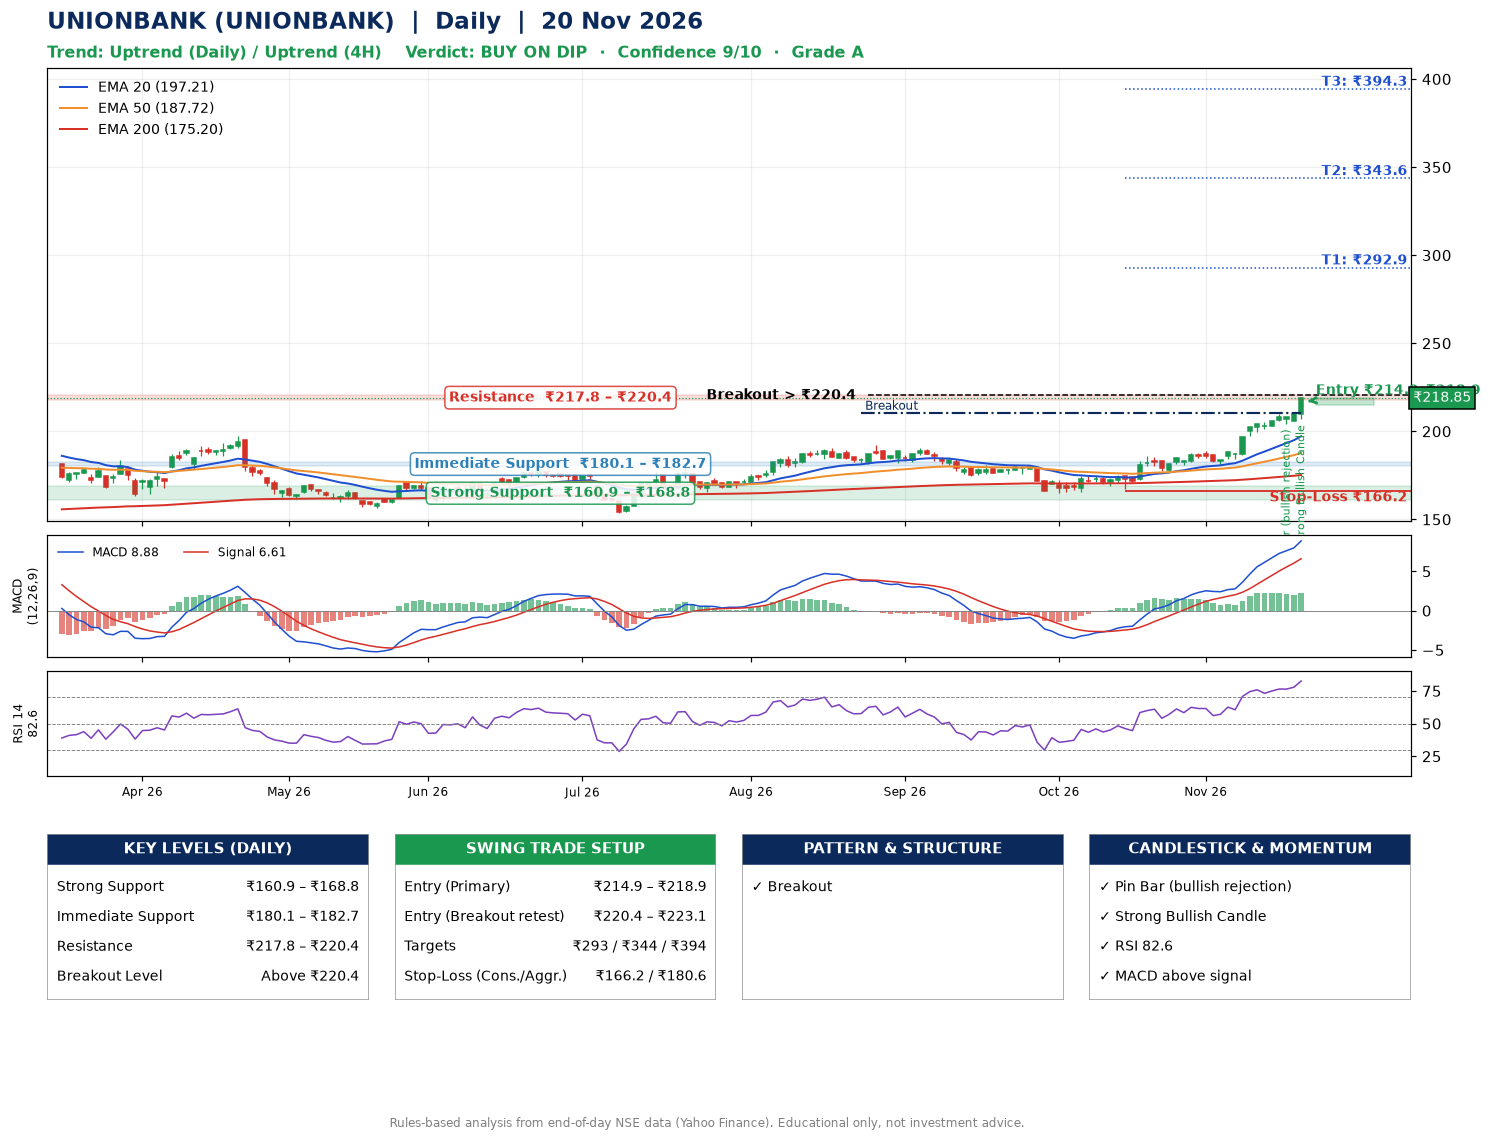 UNIONBANK (UNIONBANK)  |  Daily  |  20 Nov 2026
Trend: Uptrend (Daily) / Uptrend (4H)    Verdict: BUY ON DIP  ·  Confidence 9/10  ·  Grade A
EMA 20 (197.21)
EMA 50 (187.72)
EMA 200 (175.20)
T3: ₹394.3
T2: ₹343.6
T1: ₹292.9
400
350
300
250
200
150
Entry ₹214.
₹218.85
Resistance  ₹217.8 – ₹220.4
Breakout > ₹220.4
Breakout
Immediate Support  ₹180.1 – ₹182.7
Strong Support  ₹160.9 – ₹168.8
Stop-Loss ₹166.2
rejection)
Candle
MACD 8.88
Signal 6.61
MACD
(12,26,9)
5
0
−5
RSI 14
82.6
75
50
25
Apr 26
May 26
Jun 26
Jul 26
Aug 26
Sep 26
Oct 26
Nov 26
KEY LEVELS (DAILY)
Strong Support ₹160.9 – ₹168.8
Immediate Support ₹180.1 – ₹182.7
Resistance ₹217.8 – ₹220.4
Breakout Level Above ₹220.4
SWING TRADE SETUP
Entry (Primary) ₹214.9 – ₹218.9
Entry (Breakout retest) ₹220.4 – ₹223.1
Targets ₹293 / ₹344 / ₹394
Stop-Loss (Cons./Aggr.) ₹166.2 / ₹180.6
PATTERN & STRUCTURE
✓ Breakout
CANDLESTICK & MOMENTUM
✓ Pin Bar (bullish rejection)
✓ Strong Bullish Candle
✓ RSI 82.6
✓ MACD above signal
Rules-based analysis from end-of-day NSE data (Yahoo Finance). Educational only, not investment advice.